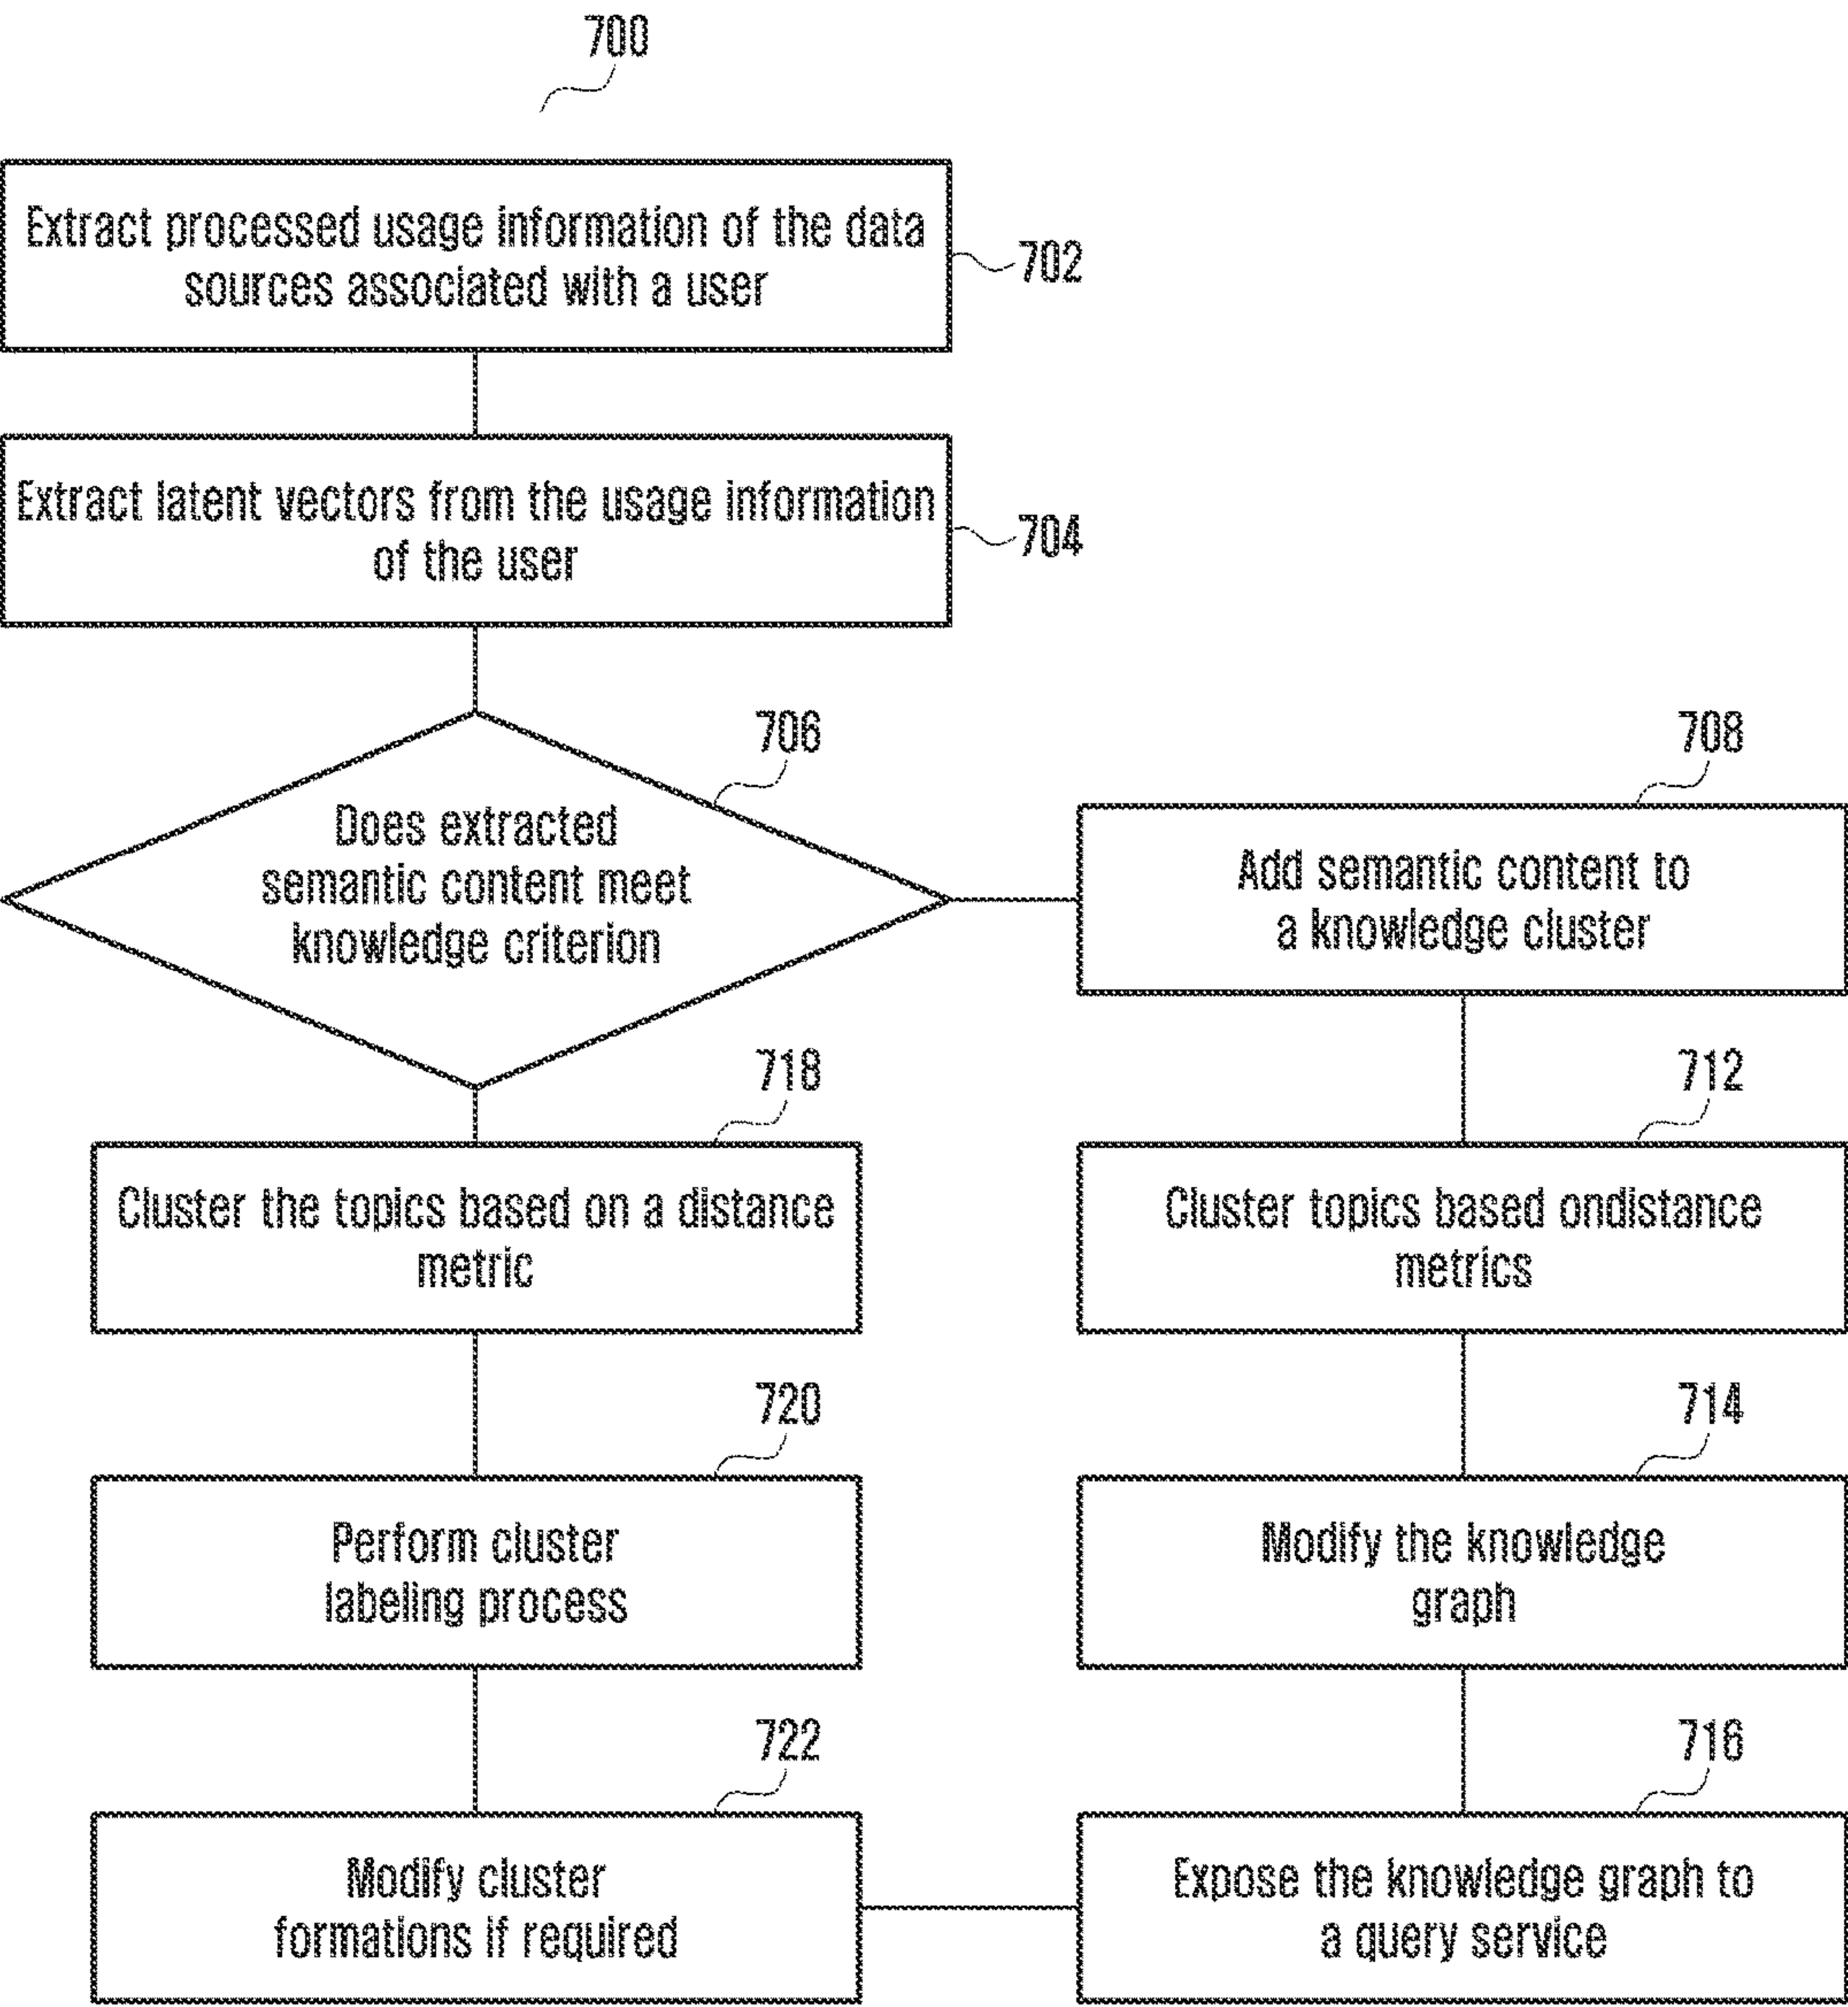 700
Extract processed usage information of the data
sources associated with a user
702
Extract latent vectors from the usage information
of the user
704
706
Does extracted
semantic content meet
knowledge criterion
708
Add semantic content to
a knowledge cluster
718
Cluster the topics based on a distance
metric
712
Cluster topics based ondistance
metrics
720
Perform cluster
labeling process
714
Modify the knowledge
graph
722
Modify cluster
formations if required
716
Expose the knowledge graph to
a query service